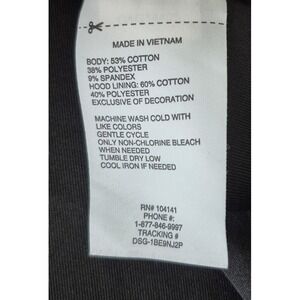 MADE IN VIETNAM
BODY: 53% COTTON
38% POLYESTER
9% SPANDEX
HOOD LINING: 60% COTTON
40% POLYESTER
EXCLUSIVE OF DECORATION
MACHINE WASH COLD WITH
LIKE COLORS
GENTLE CYCLE
ONLY NON-CHLORINE BLEACH
WHEN NEEDED
TUMBLE DRY LOW
COOL IRON IF NEEDED
RN# 104141
PHONE #:
1-877-846-9997
TRACKING #
DSG-1BE9NJ2P